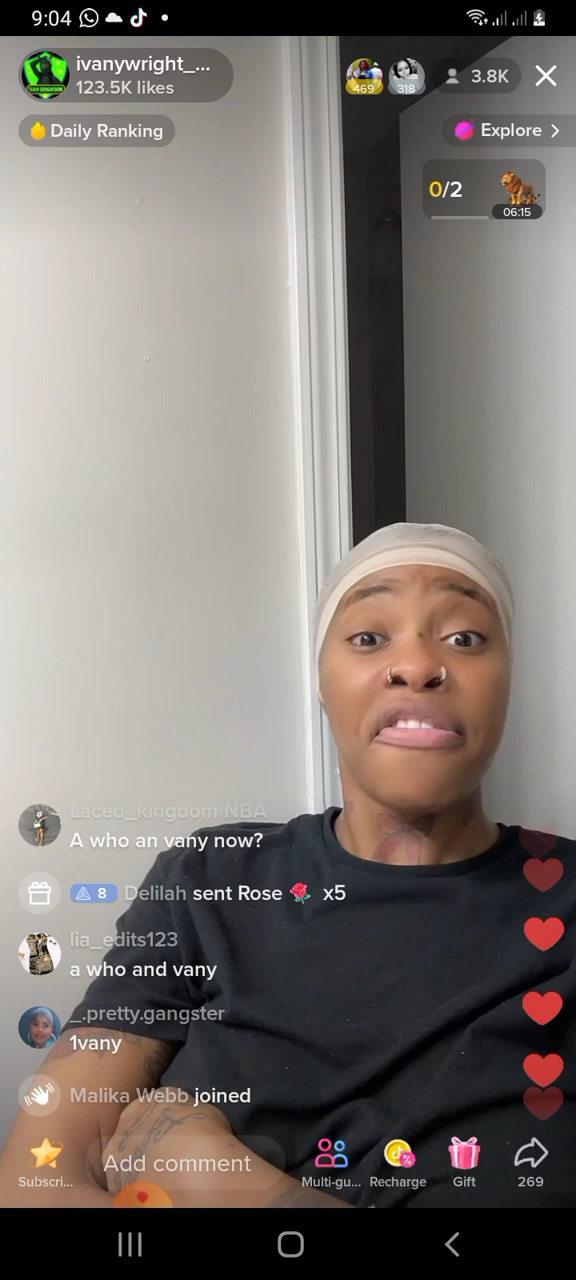 9:04
ivanywright_...
123.5K likes
469
318
3.8K
Daily Ranking
Explore
0/2
06:15
Laced_kingdom NBA
A who an vany now?
8 Delilah sent Rose 🌹 x5
lia_edits123
a who and vany
_.pretty.gangster
1vany
Malika Webb joined
Subscri...
Add comment
Multi-gu...
Recharge
Gift
269